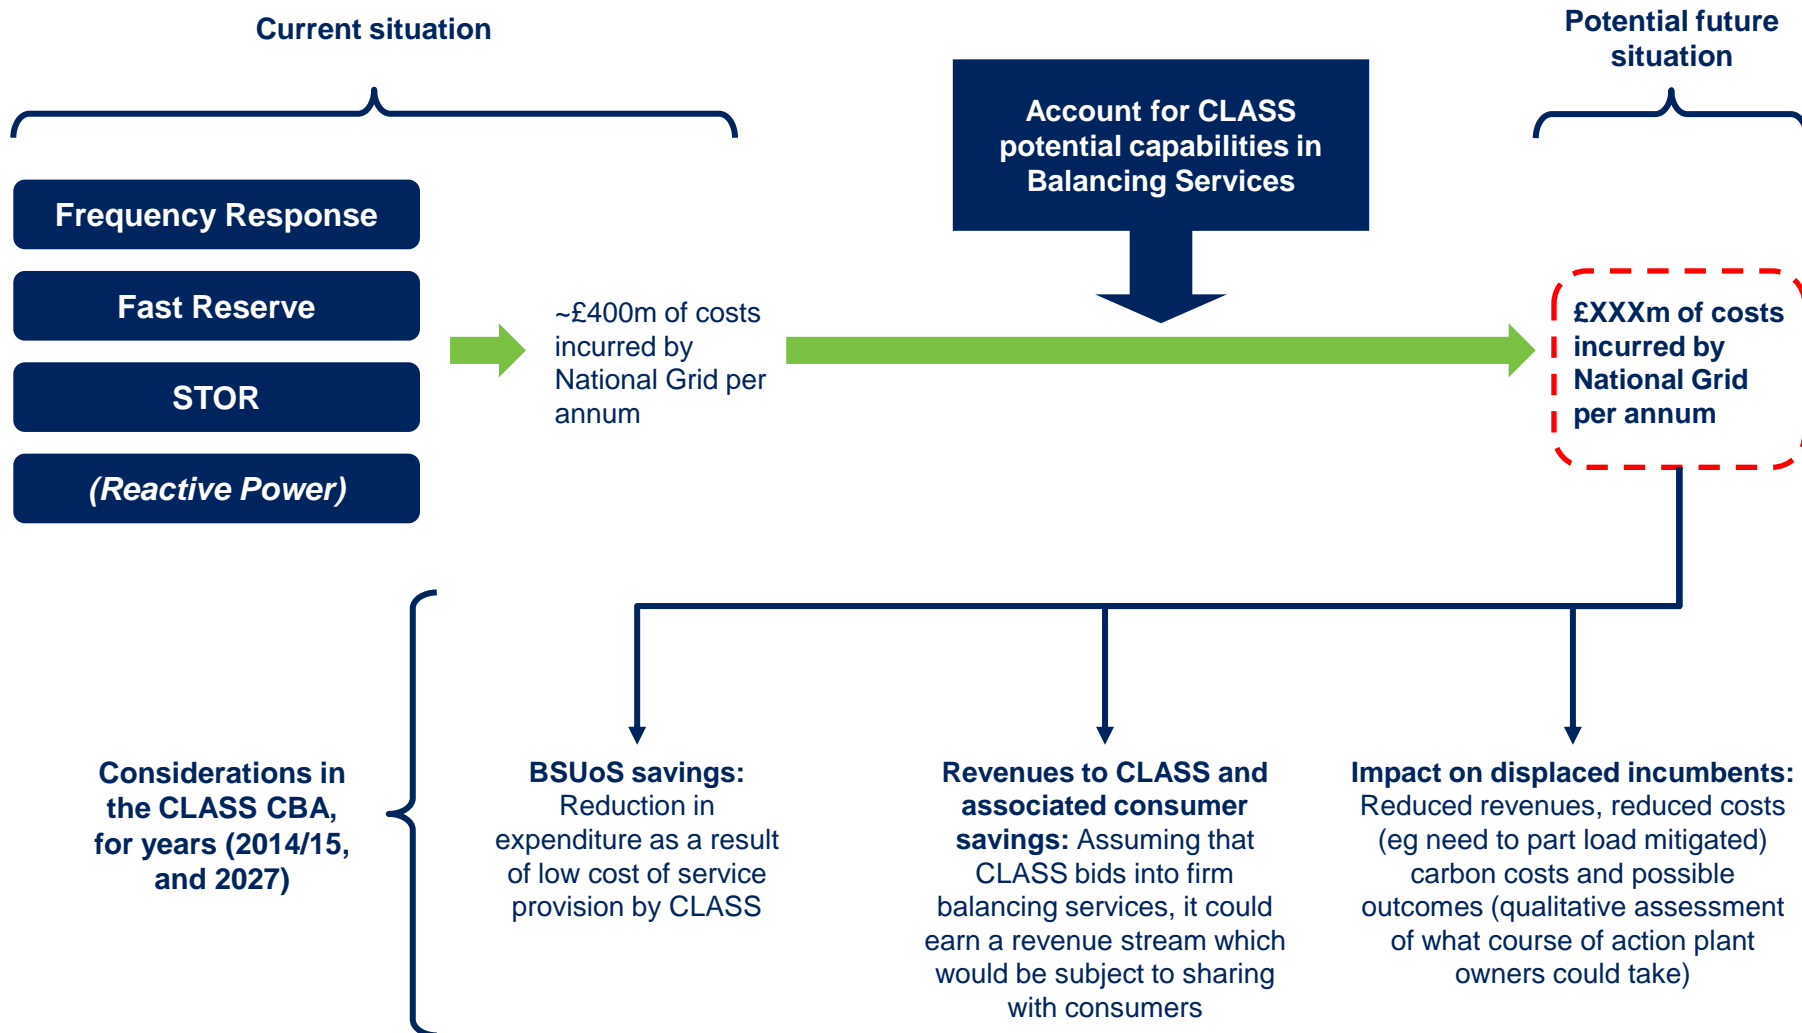 Current situation
Potential future
situation
Account for CLASS
potential capabilities in
Balancing Services
Frequency Response
Fast Reserve
STOR
(Reactive Power)
~£400m of costs
incurred by
National Grid per
annum
£XXXm of costs
incurred by
National Grid
per annum
Considerations in
the CLASS CBA,
for years (2014/15,
and 2027)
BSUoS savings:
Reduction in
expenditure as a result
of low cost of service
provision by CLASS
Revenues to CLASS and
associated consumer
savings: Assuming that
CLASS bids into firm
balancing services, it could
earn a revenue stream which
would be subject to sharing
with consumers
Impact on displaced incumbents:
Reduced revenues, reduced costs
(eg need to part load mitigated)
carbon costs and possible
outcomes (qualitative assessment
of what course of action plant
owners could take)